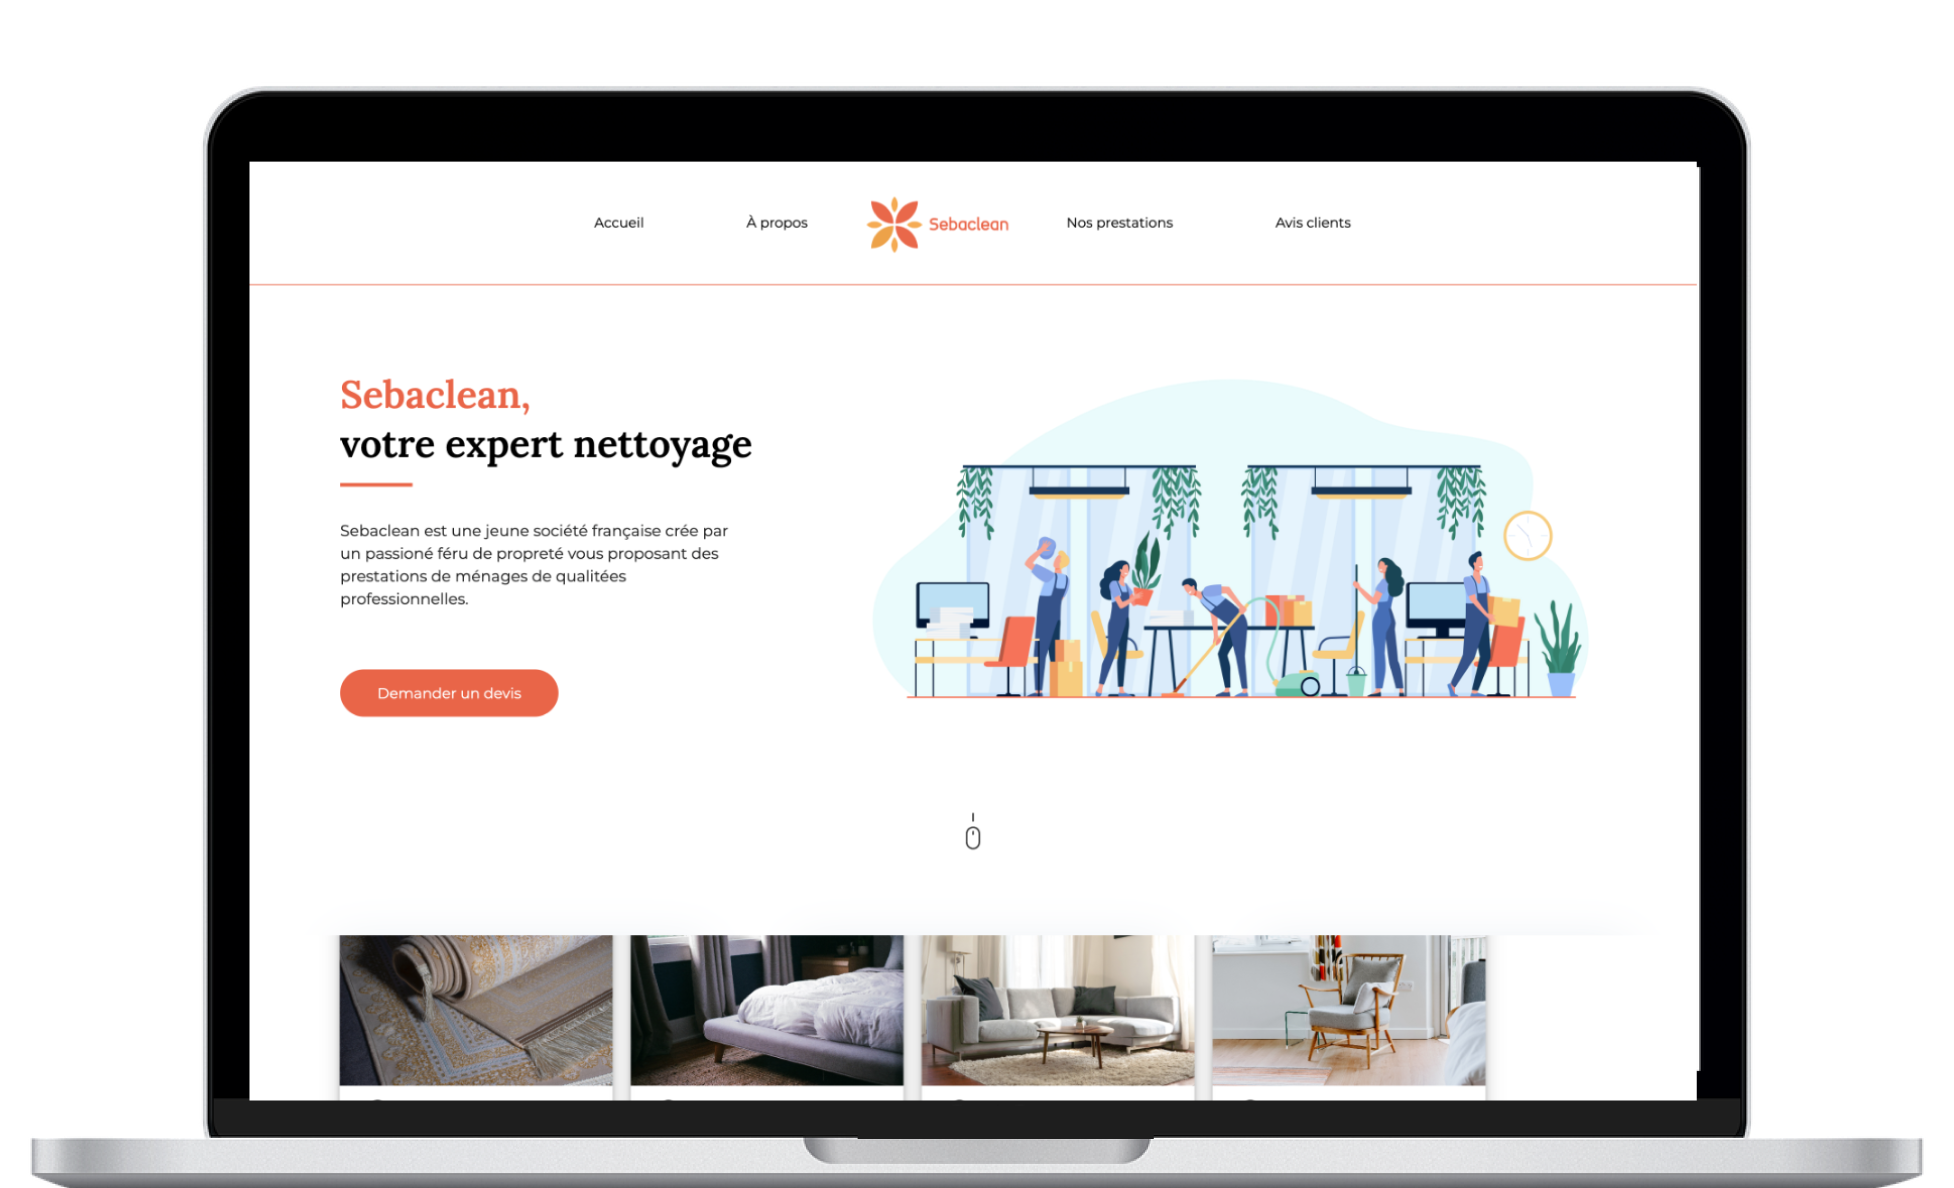 Accueil
À propos
Sebaclean
Nos prestations
Avis clients
Sebaclean,
votre expert nettoyage
Sebaclean est une jeune société française crée par
un passioné féru de propreté vous proposant des
prestations de ménages de qualitées
professionnelles.
Demander un devis